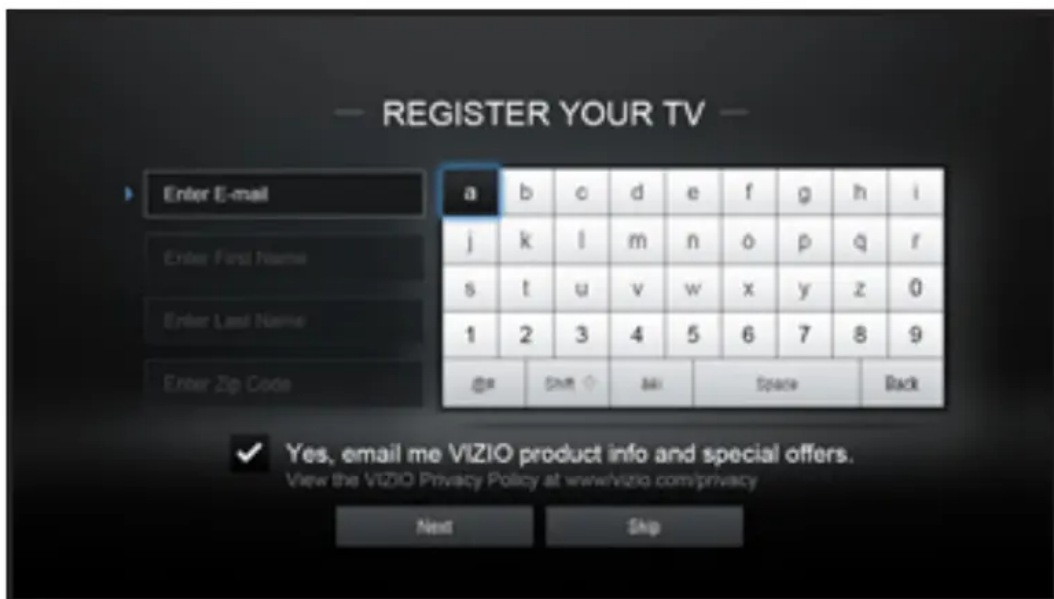 REGISTER YOUR TV
Enter E-mail
Enter First Name
Enter Last Name
Enter Zip Code
a b c d e f g h i
j k l m n o p q r
s t u v w x y z 0
1 2 3 4 5 6 7 8 9
@# Shift Space Back
Yes, email me VIZIO product info and special offers.
View the VIZIO Privacy Policy at www.vizio.com/privacy
Next Skip